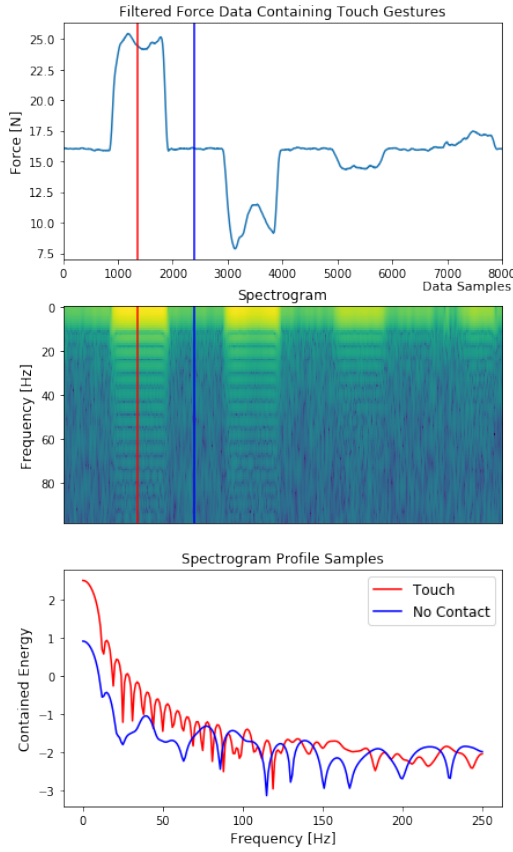 Filtered Force Data Containing Touch Gestures
25.0
22.5
20.0
17.5
15.0
12.5
10.0
7.5
Force [N]
0 1000 2000 3000 4000 5000 6000 7000 8000
Data Samples
Spectrogram
0
20
40
60
80
Frequency [Hz]
Spectrogram Profile Samples
Touch
No Contact
2
1
0
−1
−2
−3
Contained Energy
0 50 100 150 200 250
Frequency [Hz]